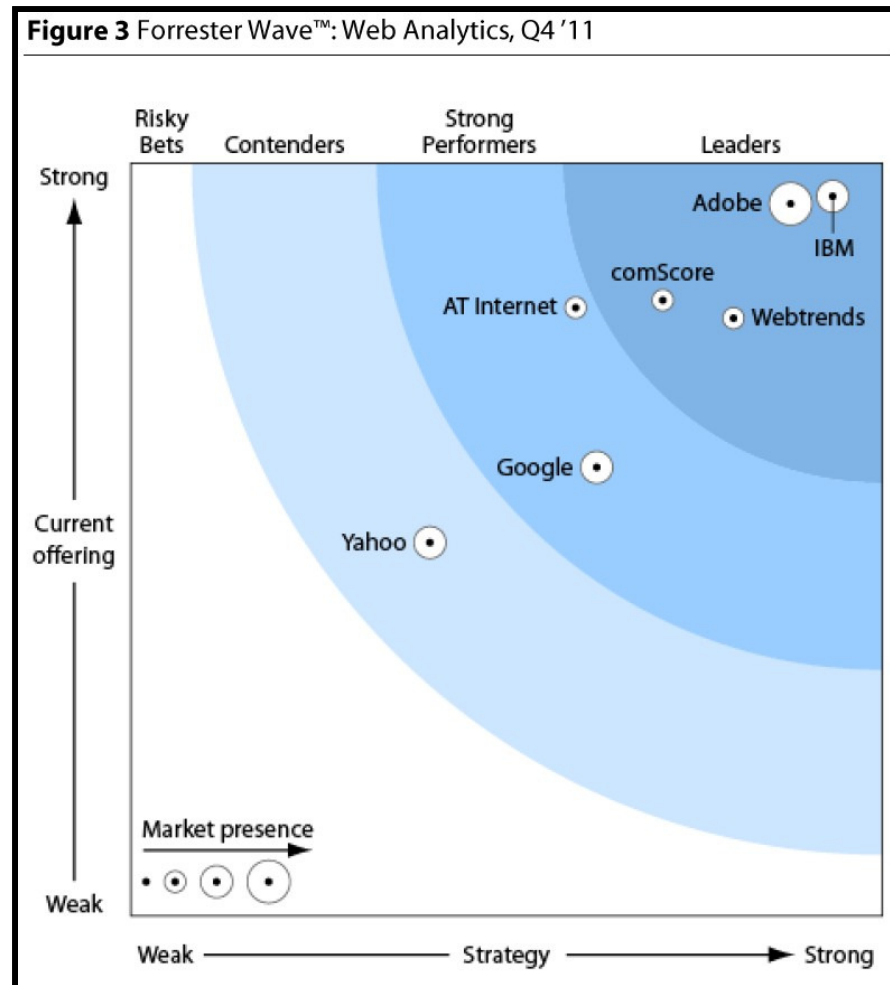 Figure 3 Forrester Wave™: Web Analytics, Q4 ’11
Risky
Bets
Contenders
Strong
Performers
Leaders
Strong
Adobe
IBM
comScore
AT Internet
Webtrends
Google
Current
offering
Yahoo
Market presence
Weak
Weak
Strategy
Strong